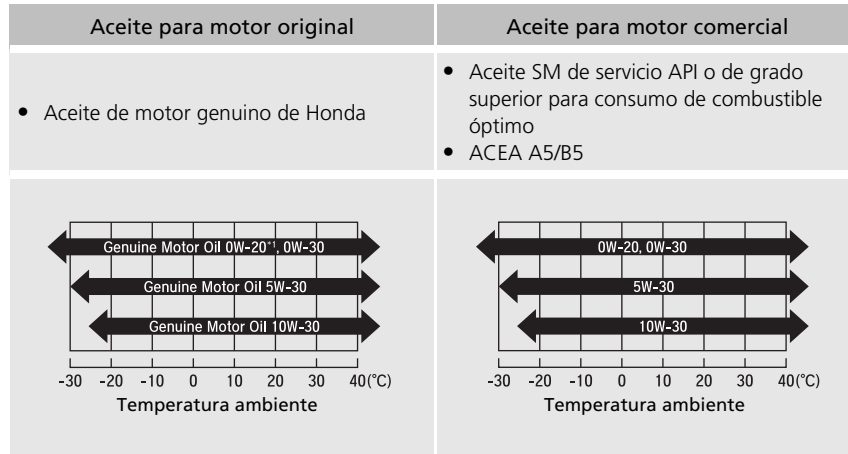 Aceite para motor original
Aceite para motor comercial
• Aceite de motor genuino de Honda
• Aceite SM de servicio API o de grado
superior para consumo de combustible
óptimo
• ACEA A5/B5
Genuine Motor Oil 0W-20*1, 0W-30
Genuine Motor Oil 5W-30
Genuine Motor Oil 10W-30
-30 -20 -10 0 10 20 30 40(°C)
Temperatura ambiente
0W-20, 0W-30
5W-30
10W-30
-30 -20 -10 0 10 20 30 40(°C)
Temperatura ambiente